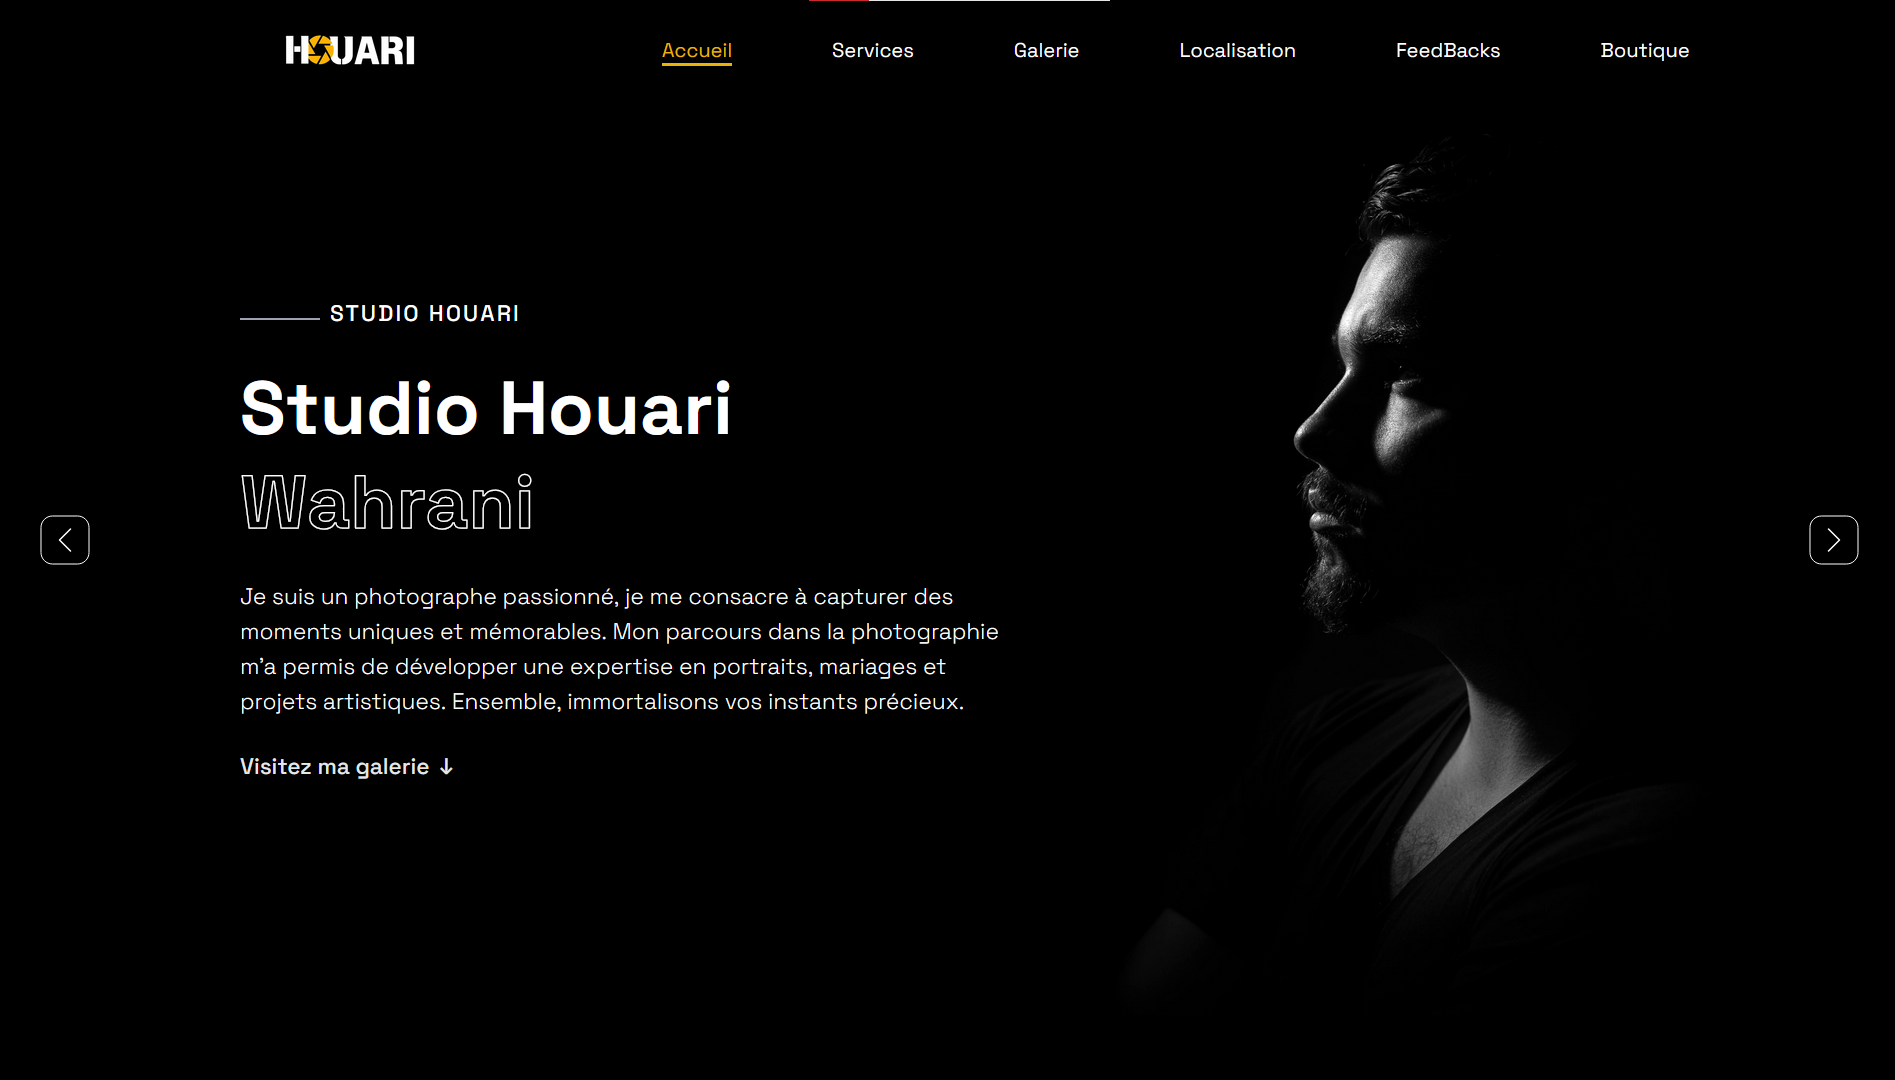 HOUARI
Accueil
Services
Galerie
Localisation
FeedBacks
Boutique
STUDIO HOUARI
Studio Houari
Wahrani
Je suis un photographe passionné, je me consacre à capturer des
moments uniques et mémorables. Mon parcours dans la photographie
m’a permis de développer une expertise en portraits, mariages et
projets artistiques. Ensemble, immortalisons vos instants précieux.
Visitez ma galerie ↓